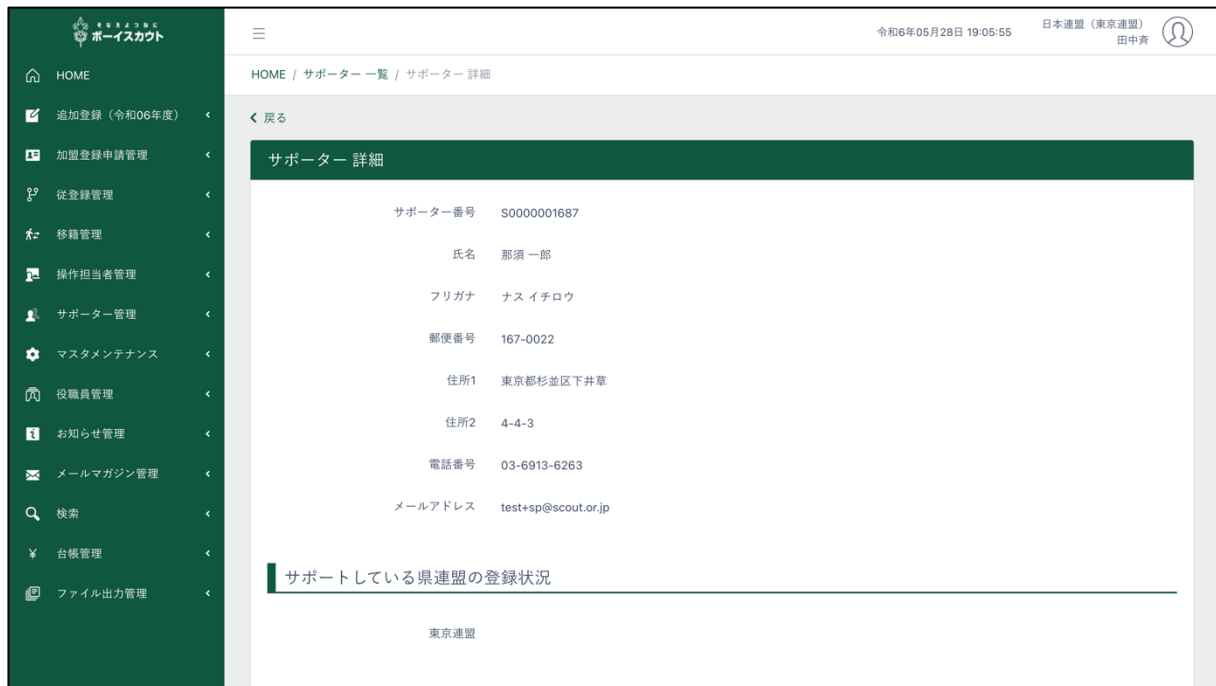 そなえよつねに
ボーイスカウト
令和6年05月28日 19:05:55
日本連盟（東京連盟）
田中斉
HOME
追加登録（令和06年度）
加盟登録申請管理
従登録管理
移籍管理
操作担当者管理
サポーター管理
マスタメンテナンス
役職員管理
お知らせ管理
メールマガジン管理
検索
¥ 台帳管理
ファイル出力管理
HOME / サポーター 一覧 / サポーター 詳細
戻る
サポーター 詳細
サポーター番号 S0000001687
氏名 那須 一郎
フリガナ ナス イチロウ
郵便番号 167-0022
住所1 東京都杉並区下井草
住所2 4-4-3
電話番号 03-6913-6263
メールアドレス test+sp@scout.or.jp
サポートしている県連盟の登録状況
東京連盟